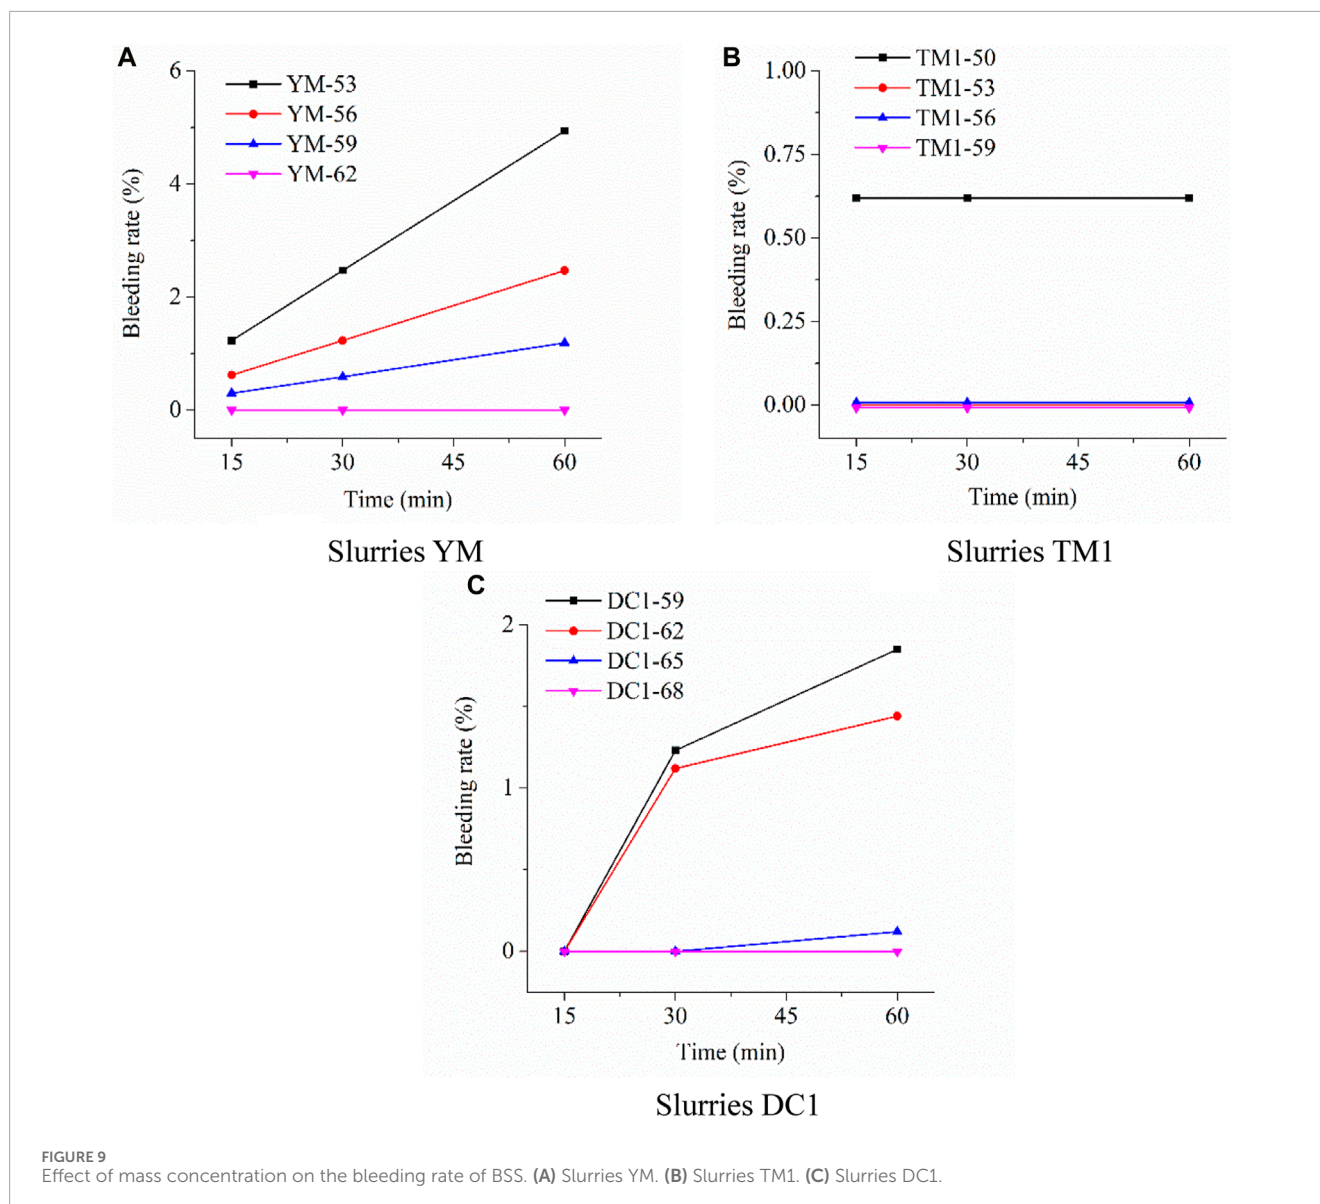 A
YM-53
YM-56
YM-59
YM-62
Bleeding rate (%)
6
4
2
0
15 30 45 60
Time (min)
Slurries YM
B
TM1-50
TM1-53
TM1-56
TM1-59
Bleeding rate (%)
1.00
0.75
0.50
0.25
0.00
15 30 45 60
Time (min)
Slurries TM1
C
DC1-59
DC1-62
DC1-65
DC1-68
Bleeding rate (%)
2
1
0
15 30 45 60
Time (min)
Slurries DC1
FIGURE 9
Effect of mass concentration on the bleeding rate of BSS. (A) Slurries YM. (B) Slurries TM1. (C) Slurries DC1.